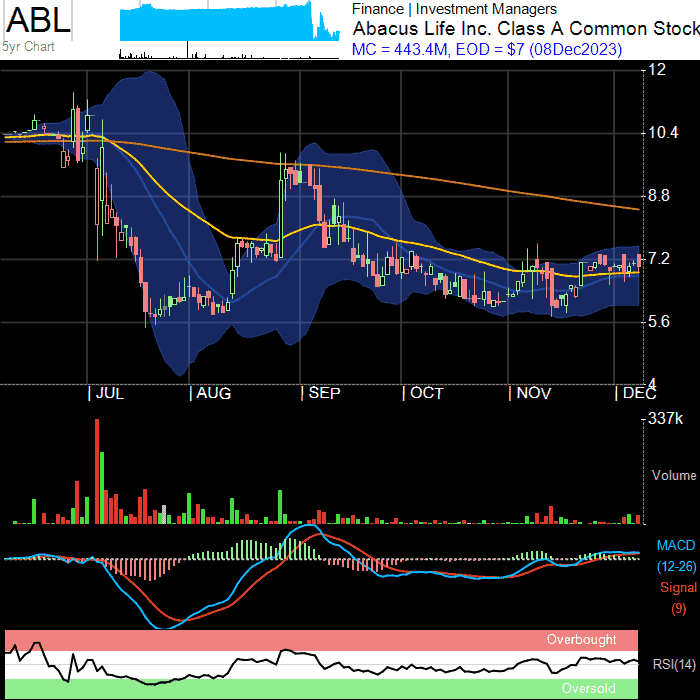 ABL
5yr Chart
Finance | Investment Managers
Abacus Life Inc. Class A Common Stock
MC = 443.4M, EOD = $7 (08Dec2023)
12
10.4
8.8
7.2
5.6
4
JUL AUG SEP OCT NOV DEC
337k
Volume
MACD
(12-26)
Signal
(9)
Overbought
RSI(14)
Oversold